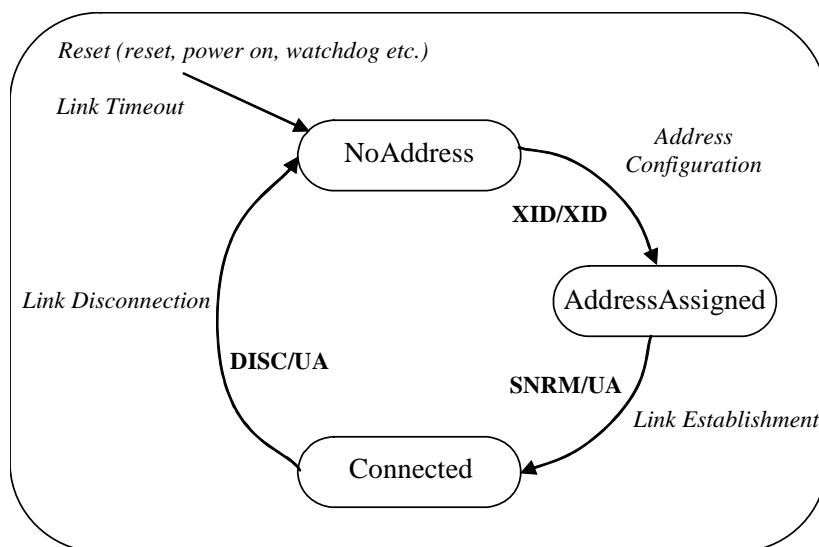 Reset (reset, power on, watchdog etc.)
Link Timeout
NoAddress
Address
Configuration
XID/XID
AddressAssigned
Link Disconnection
DISC/UA
SNRM/UA
Link Establishment
Connected